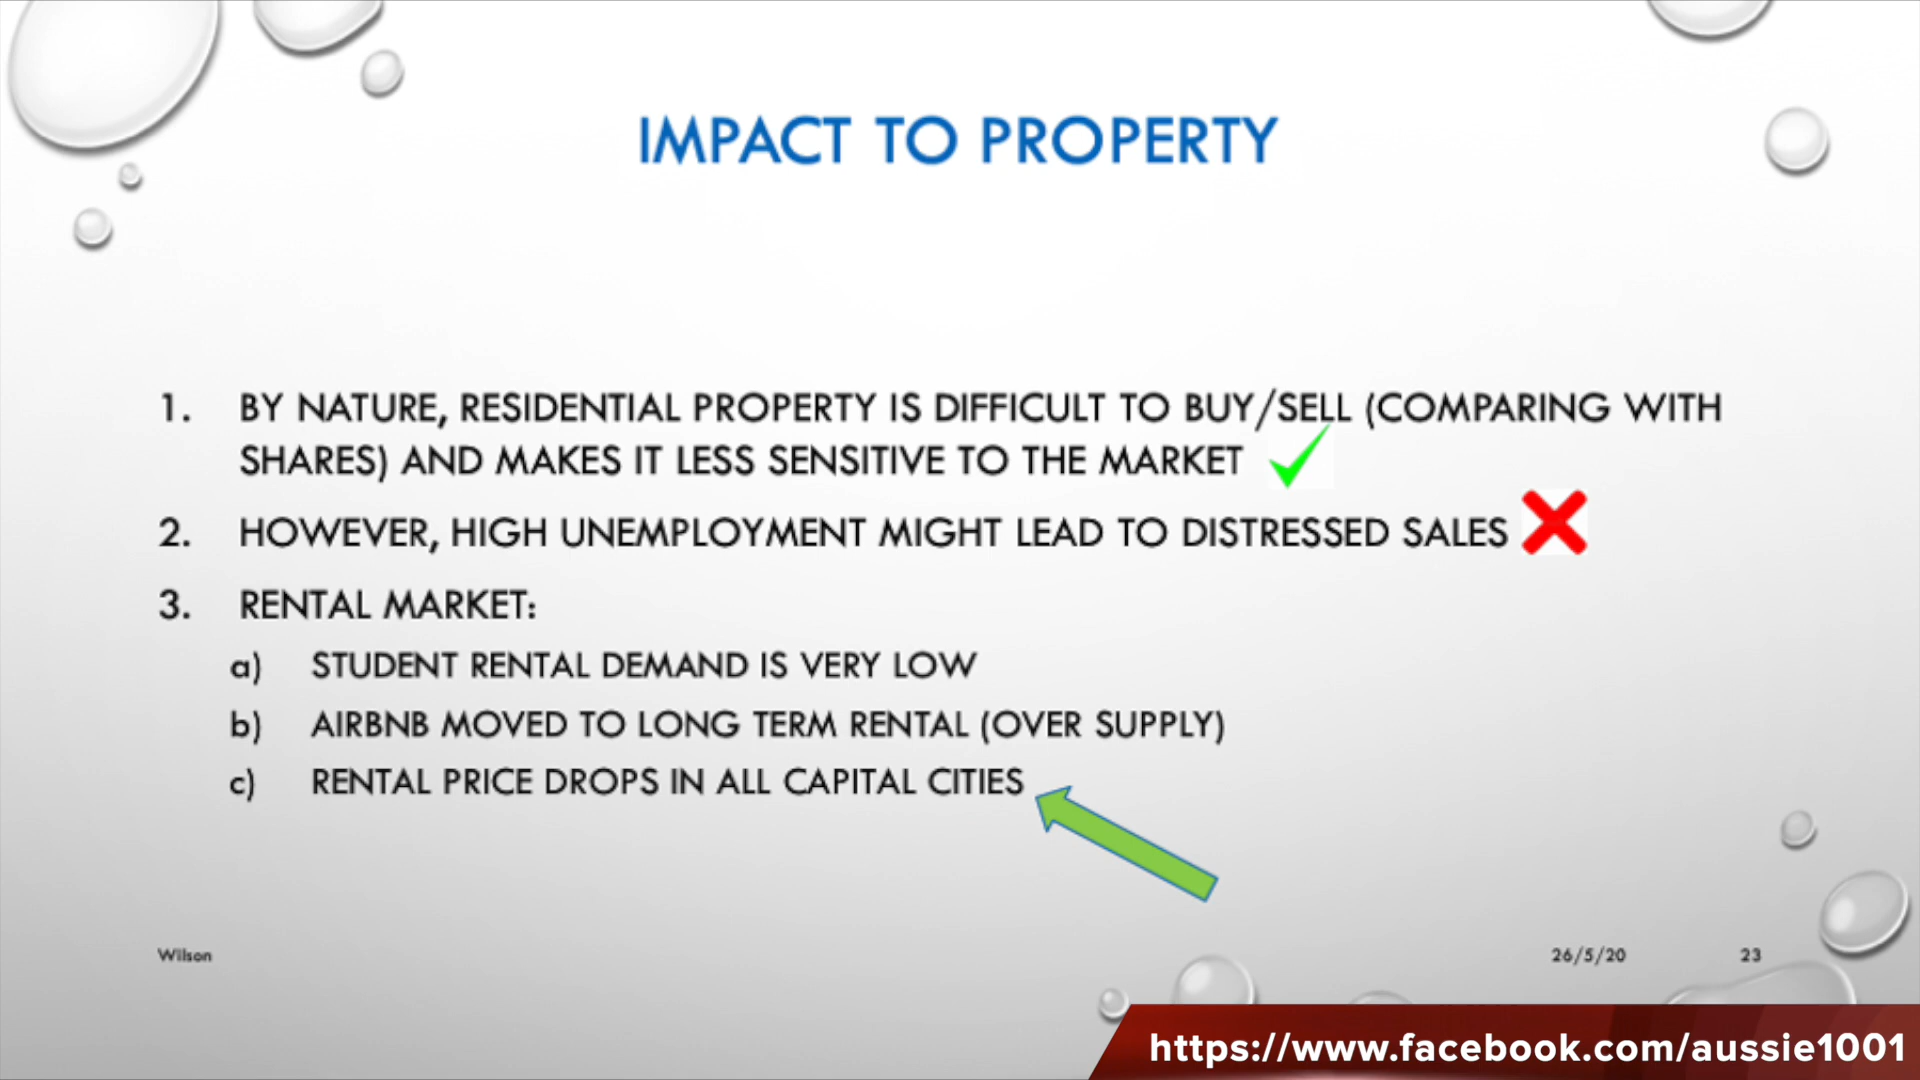 IMPACT TO PROPERTY
1. BY NATURE, RESIDENTIAL PROPERTY IS DIFFICULT TO BUY/SELL (COMPARING WITH
SHARES) AND MAKES IT LESS SENSITIVE TO THE MARKET
2. HOWEVER, HIGH UNEMPLOYMENT MIGHT LEAD TO DISTRESSED SALES
3. RENTAL MARKET:
a) STUDENT RENTAL DEMAND IS VERY LOW
b) AIRBNB MOVED TO LONG TERM RENTAL (OVER SUPPLY)
c) RENTAL PRICE DROPS IN ALL CAPITAL CITIES
Wilson 26/5/20 23
https://www.facebook.com/aussie1001